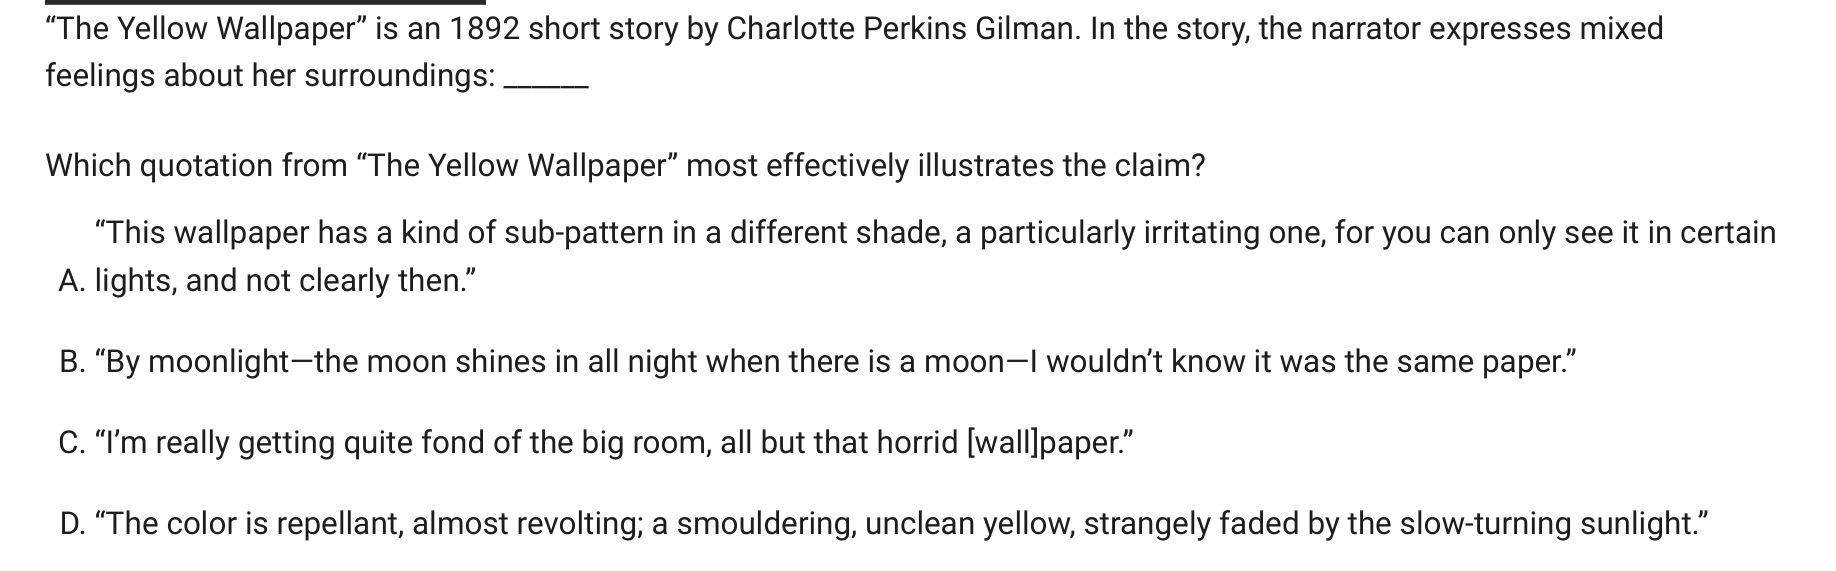 “The Yellow Wallpaper” is an 1892 short story by Charlotte Perkins Gilman. In the story, the narrator expresses mixed
feelings about her surroundings: ______
Which quotation from “The Yellow Wallpaper” most effectively illustrates the claim?
“This wallpaper has a kind of sub-pattern in a different shade, a particularly irritating one, for you can only see it in certain
A. lights, and not clearly then.”
B. “By moonlight—the moon shines in all night when there is a moon—I wouldn’t know it was the same paper.”
C. “I’m really getting quite fond of the big room, all but that horrid [wall]paper.”
D. “The color is repellant, almost revolting; a smouldering, unclean yellow, strangely faded by the slow-turning sunlight.”